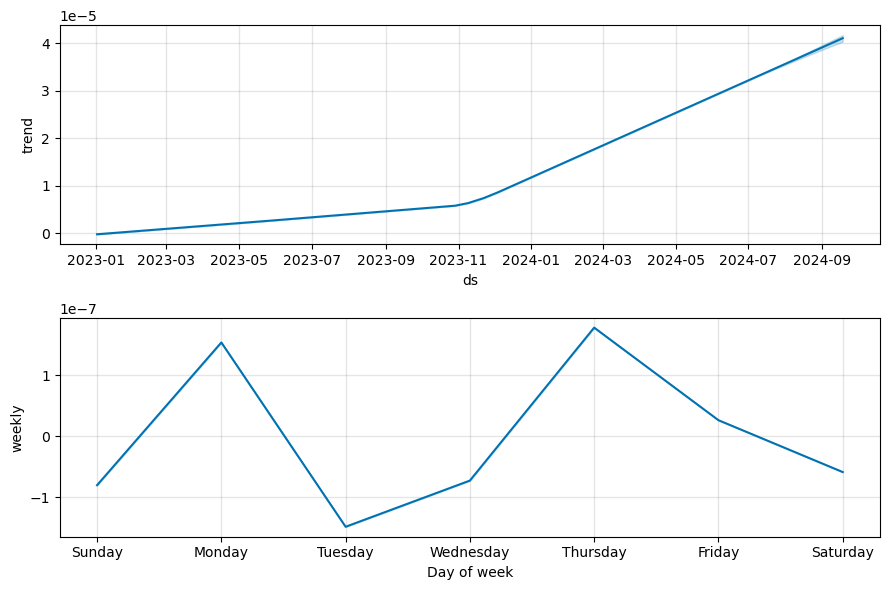 1e−5
4
3
2
1
0
trend
2023-01 2023-03 2023-05 2023-07 2023-09 2023-11 2024-01 2024-03 2024-05 2024-07 2024-09
ds
1e−7
1
0
−1
weekly
Sunday Monday Tuesday Wednesday Thursday Friday Saturday
Day of week